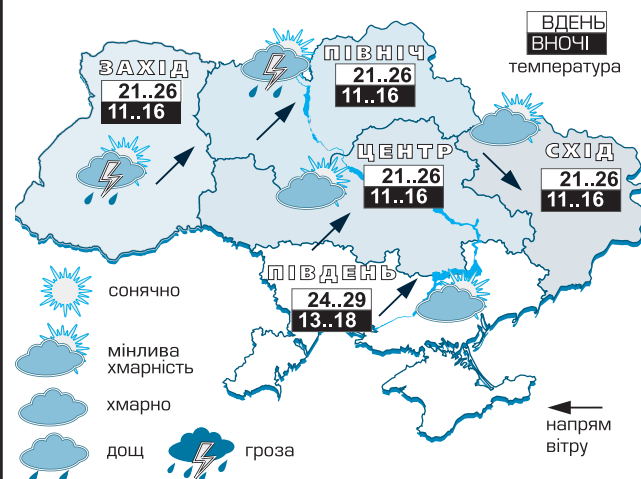 ВДЕНЬ
ВНОЧІ
температура
ЗАХІД
21..26
11..16
ПІВНІЧ
21..26
11..16
ЦЕНТР
21..26
11..16
СХІД
21..26
11..16
ПІВДЕНЬ
24..29
13..18
сонячно
мінлива
хмарність
хмарно
дощ
гроза
напрям
вітру